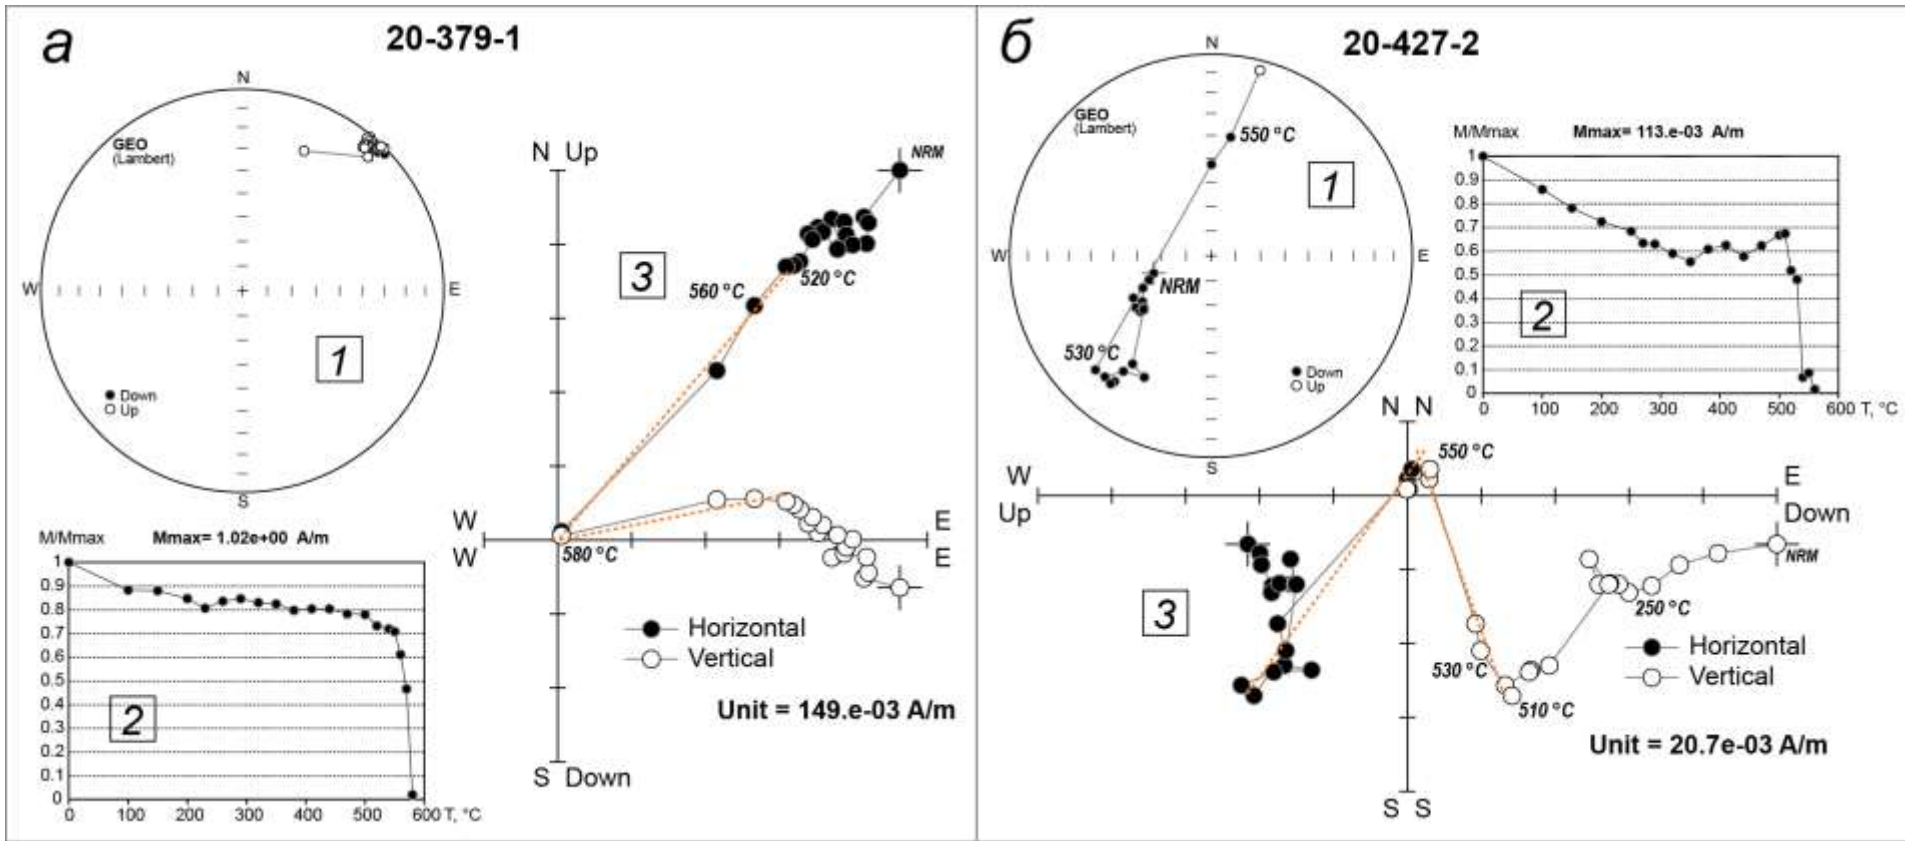 а
20-379-1
N
GEO
(Lambert)
W
E
1
Down
Up
S
N Up
NRM
3
560 °C
520 °C
W
E
W
E
580 °C
Horizontal
Vertical
Unit = 149.e-03 A/m
S Down
M/Mmax
Mmax= 1.02e+00 A/m
1
0.9
0.8
0.7
0.6
0.5
0.4
0.3
0.2
0.1
0
2
0
100
200
300
400
500
600 T, °C
б
20-427-2
N
GEO
(Lambert)
550 °C
1
W
E
NRM
530 °C
Down
Up
S
M/Mmax
Mmax= 113.e-03 A/m
1
0.9
0.8
0.7
0.6
0.5
0.4
0.3
0.2
0.1
0
2
0
100
200
300
400
500
600 T, °C
N N
550 °C
W
E
Up
Down
NRM
3
250 °C
530 °C
510 °C
Horizontal
Vertical
Unit = 20.7e-03 A/m
S S